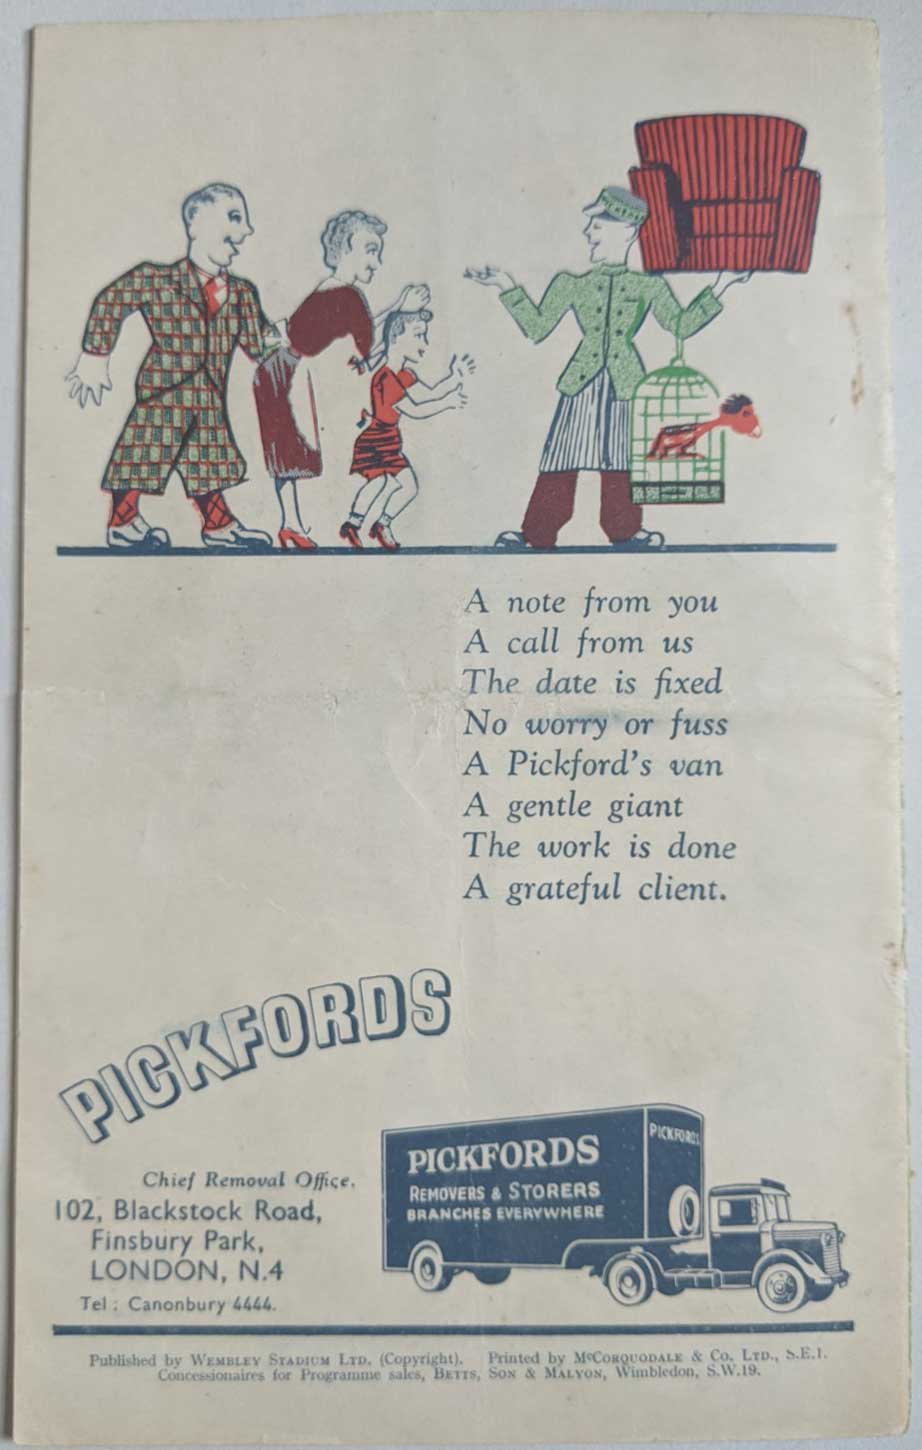 PICKFORDS
A note from you
A call from us
The date is fixed
No worry or fuss
A Pickford's van
A gentle giant
The work is done
A grateful client.
PICKFORDS
Chief Removal Office,
102, Blackstock Road,
Finsbury Park,
LONDON, N.4
Tel : Canonbury 4444.
PICKFORDS
REMOVERS & STORERS
BRANCHES EVERYWHERE
PICKFORDS
Published by WEMBLEY STADIUM LTD. (Copyright). Printed by McCORQUODALE & Co. LTD., S.E.1.
Concessionaires for Programme sales, BETTS, SON & MALYON, Wimbledon, S.W.19.